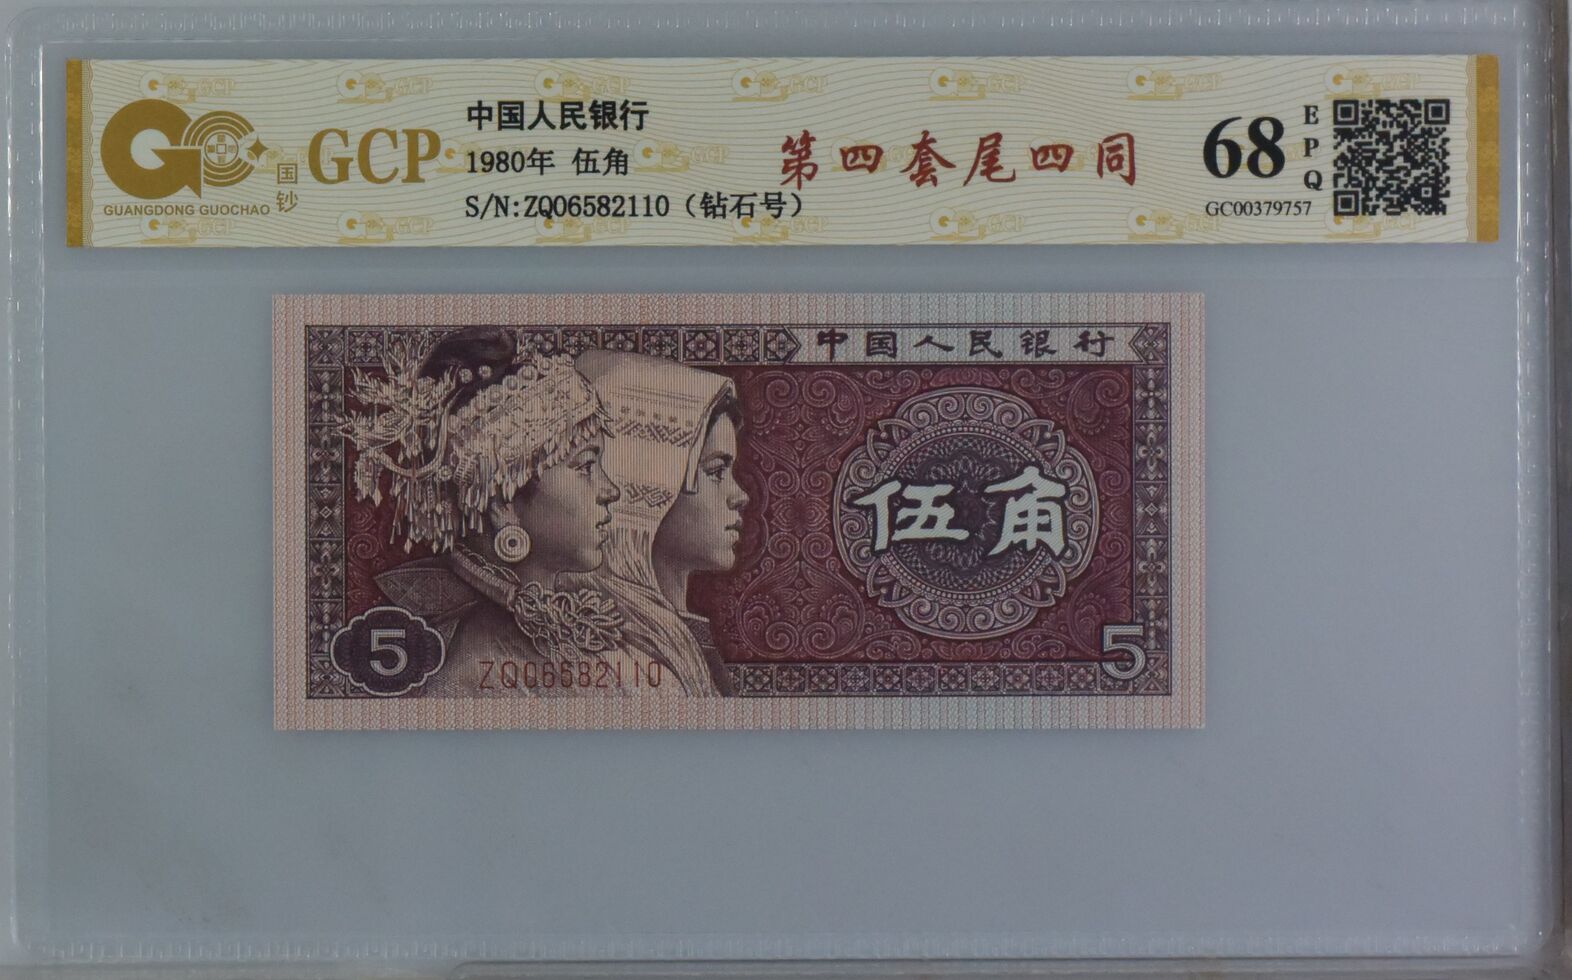 GCP
GUANGDONG GUOCHAO
国钞
中国人民银行
1980年 伍角
S/N:ZQ06582110（钻石号）
第四套尾四同
68
EPQ
GC00379757
中国人民银行
伍角
5
ZQ06582110
5